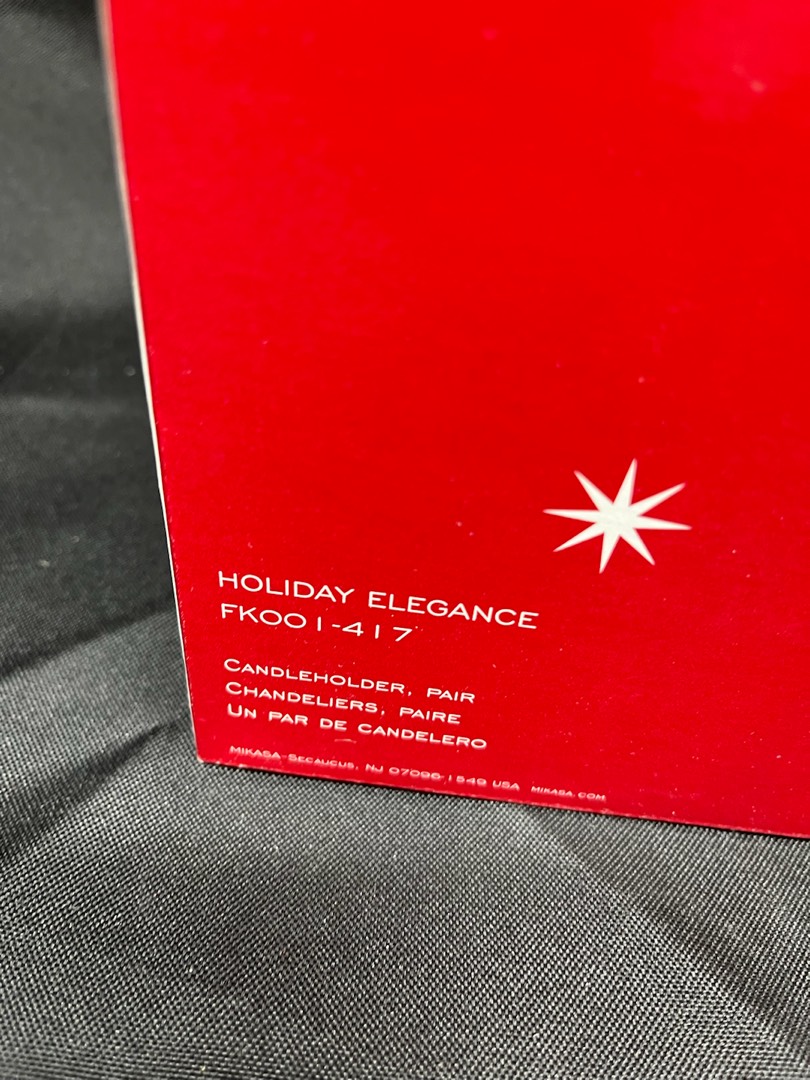 HOLIDAY ELEGANCE
FK001-417
CANDLEHOLDER, PAIR
CHANDELIERS, PAIRE
UN PAR DE CANDELERO
MIKASA-SECAUCUS, NJ 07096-1549 USA MIKASA.COM